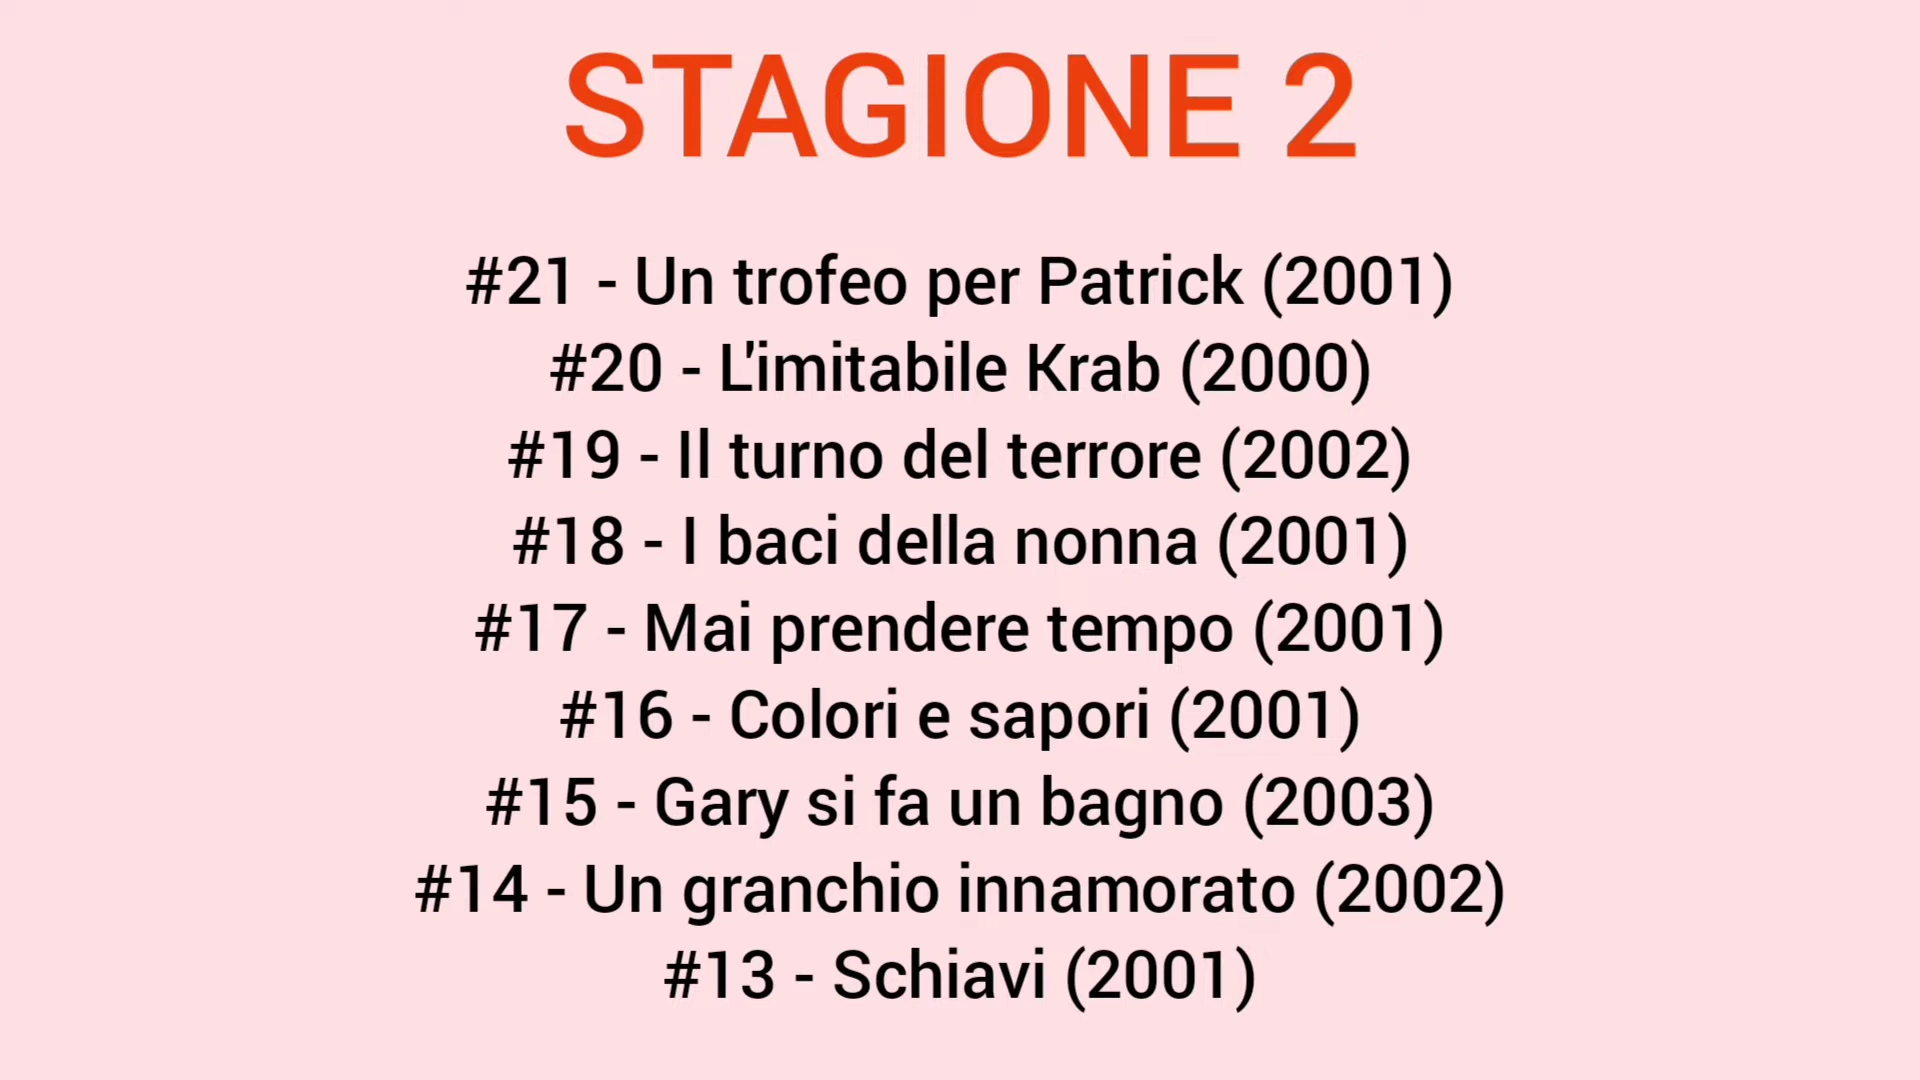 STAGIONE 2
#21 - Un trofeo per Patrick (2001)
#20 - L'imitabile Krab (2000)
#19 - Il turno del terrore (2002)
#18 - I baci della nonna (2001)
#17 - Mai prendere tempo (2001)
#16 - Colori e sapori (2001)
#15 - Gary si fa un bagno (2003)
#14 - Un granchio innamorato (2002)
#13 - Schiavi (2001)